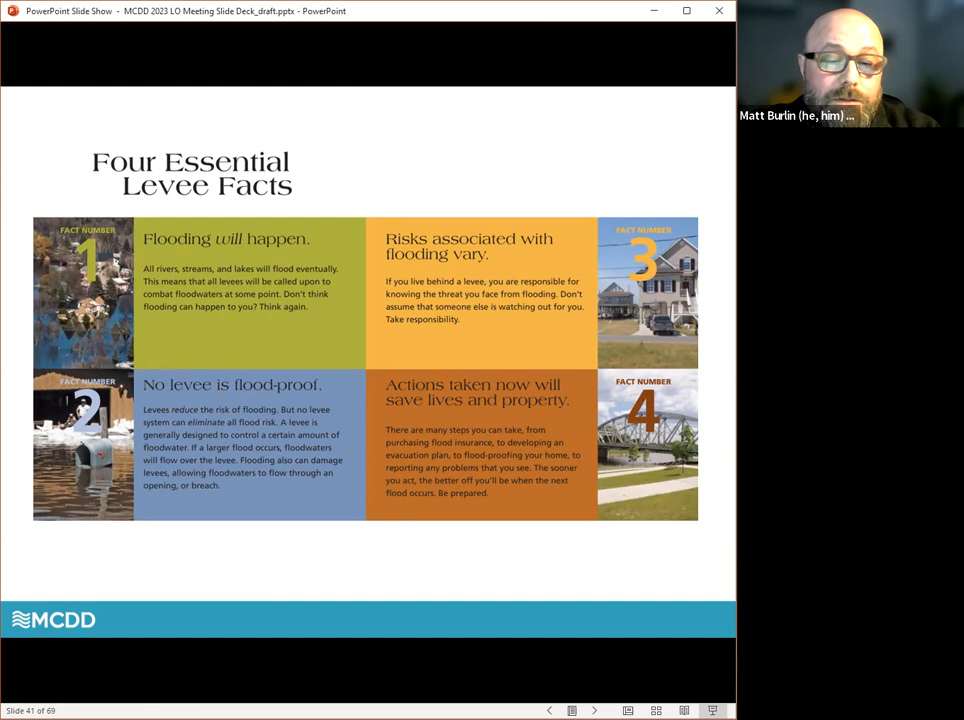 PowerPoint Slide Show - MCDD 2023 LO Meeting Slide Deck_draft.pptx - PowerPoint
Matt Burlin (he, him) ...
Four Essential
Levee Facts
FACT NUMBER
1
Flooding will happen.
All rivers, streams, and lakes will flood eventually.
This means that all levees will be called upon to
combat floodwaters at some point. Don't think
flooding can happen to you? Think again.
FACT NUMBER
2
No levee is flood-proof.
Levees reduce the risk of flooding. But no levee
system can eliminate all flood risk. A levee is
generally designed to control a certain amount of
floodwater. If a larger flood occurs, floodwaters
will flow over the levee. Flooding also can damage
levees, allowing floodwaters to flow through an
opening, or breach.
Risks associated with
flooding vary.
If you live behind a levee, you are responsible for
knowing the threat you face from flooding. Don't
assume that someone else is watching out for you.
Take responsibility.
FACT NUMBER
3
Actions taken now will
save lives and property.
There are many steps you can take, from
purchasing flood insurance, to developing an
evacuation plan, to flood-proofing your home, to
reporting any problems that you see. The sooner
you act, the better off you'll be when the next
flood occurs. Be prepared.
FACT NUMBER
4
MCDD
Slide 41 of 69